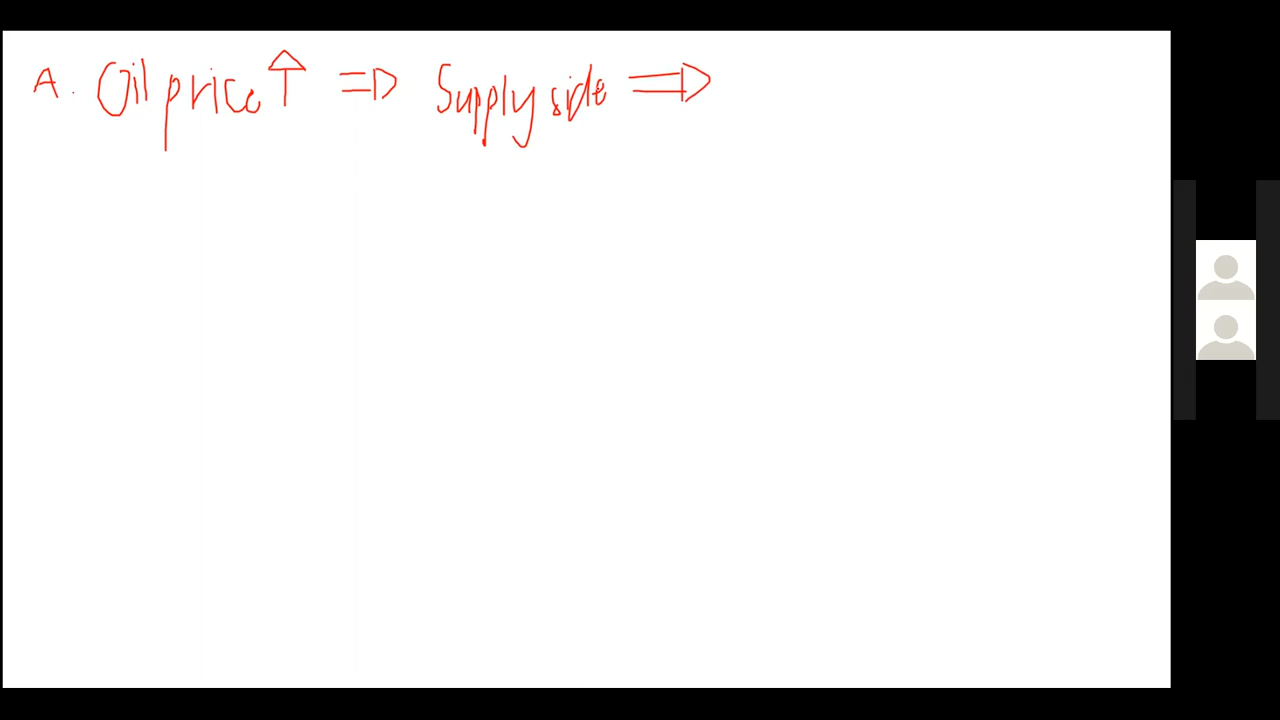 A. Oil price ↑ ⇒ Supply side ⇒